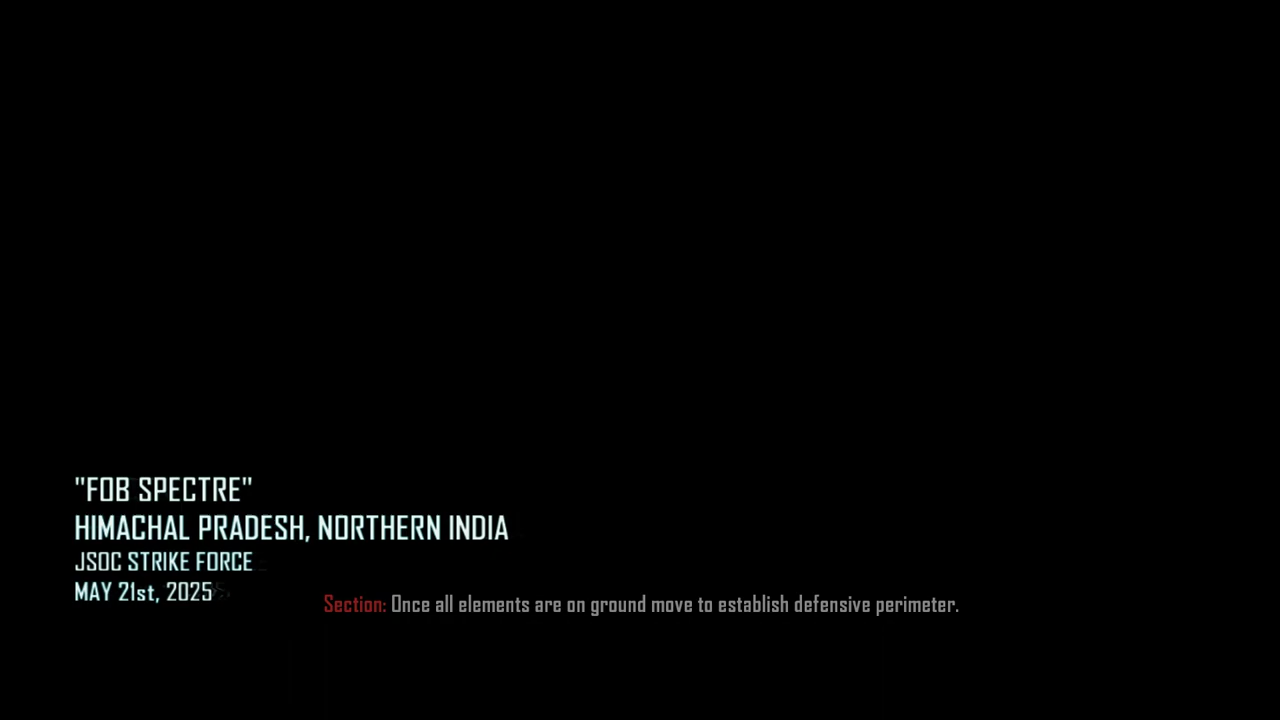 "FOB SPECTRE"
HIMACHAL PRADESH, NORTHERN INDIA
JSOC STRIKE FORCE
MAY 21st, 2025
Section: Once all elements are on ground move to establish defensive perimeter.